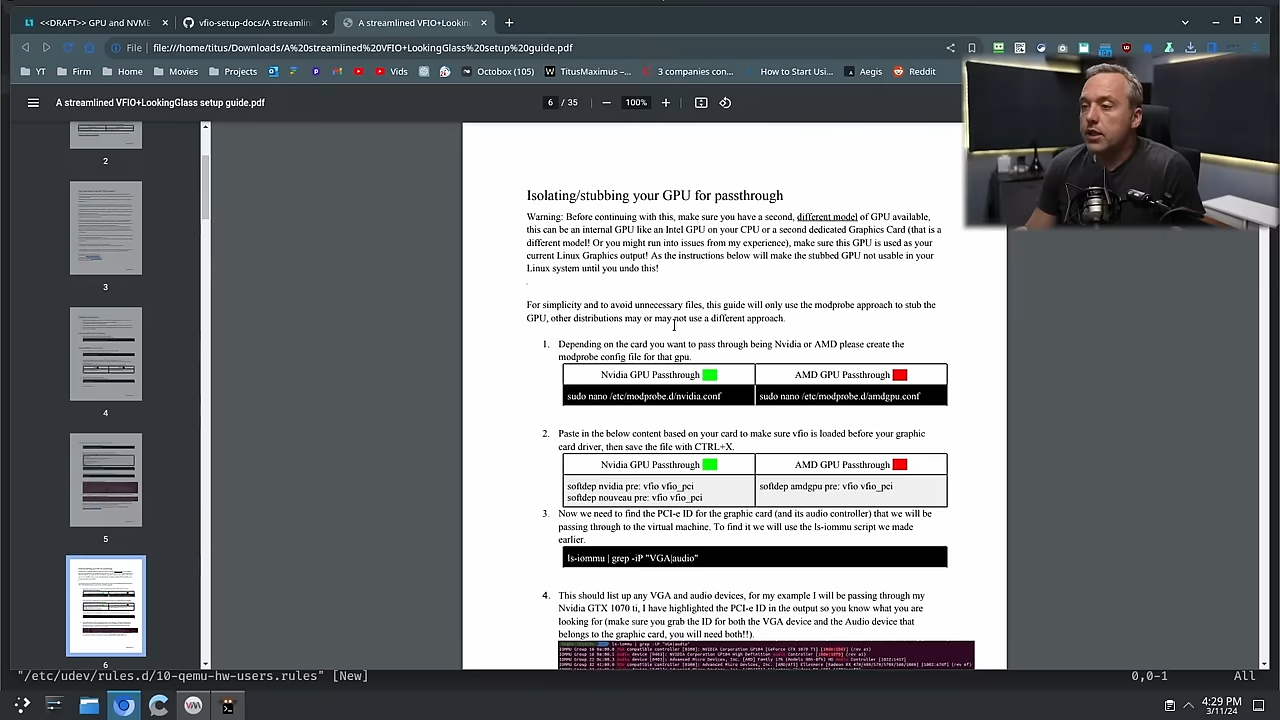 <<DRAFT>> GPU and NVME
vfio-setup-docs/A streamlin
A streamlined VFIO+Lookin
File
file:///home/titus/Downloads/A%20streamlined%20VFIO+LookingGlass%20setup%20guide.pdf
YT
Firm
Home
Movies
Projects
Vids
Octobox (105)
TitusMaximus –...
3 companies con...
How to Start Usi...
Aegis
Reddit
A streamlined VFIO+LookingGlass setup guide.pdf
6 / 35
100%
2
3
4
5
Isolating/stubbing your GPU for passthrough
Warning: Before continuing with this, make sure you have a second, different model of GPU available,
this can be an internal GPU like an Intel GPU on your CPU or a second dedicated Graphics Card (that is a
different model! Or you might run into issues from my experience), make sure this GPU is used as your
current Linux Graphics output! As the instructions below will make the stubbed GPU not usable in your
Linux system until you undo this!
For simplicity and to avoid unnecessary files, this guide will only use the modprobe approach to stub the
GPU, other distributions may or may not use a different approach.
1. Depending on the card you want to pass through being Nvidia or AMD please create the
modprobe config file for that gpu.
Nvidia GPU Passthrough
AMD GPU Passthrough
sudo nano /etc/modprobe.d/nvidia.conf
sudo nano /etc/modprobe.d/amdgpu.conf
2. Paste in the below content based on your card to make sure vfio is loaded before your graphic
card driver, then save the file with CTRL+X.
Nvidia GPU Passthrough
AMD GPU Passthrough
softdep nvidia pre: vfio vfio_pci
softdep nouveau pre: vfio vfio_pci
softdep amdgpu pre: vfio vfio_pci
3. Now we need to find the PCI-e ID for the graphic card (and its audio controller) that we will be
passing through to the virtual machine. To find it we will use the ls-iommu script we made
earlier.
ls-iommu | grep -iP "VGA|audio"
4. This should list up any VGA and audio devices, for my example I will be passing through my
Nvidia GTX 1070 ti, I have highlighted the PCI-e ID in the output so you know what you are
looking for (make sure you grab the ID for both the VGA device and the Audio device that
belongs to the graphic card, you will need both!!).
0,0-1
All
4:29 PM
3/11/24